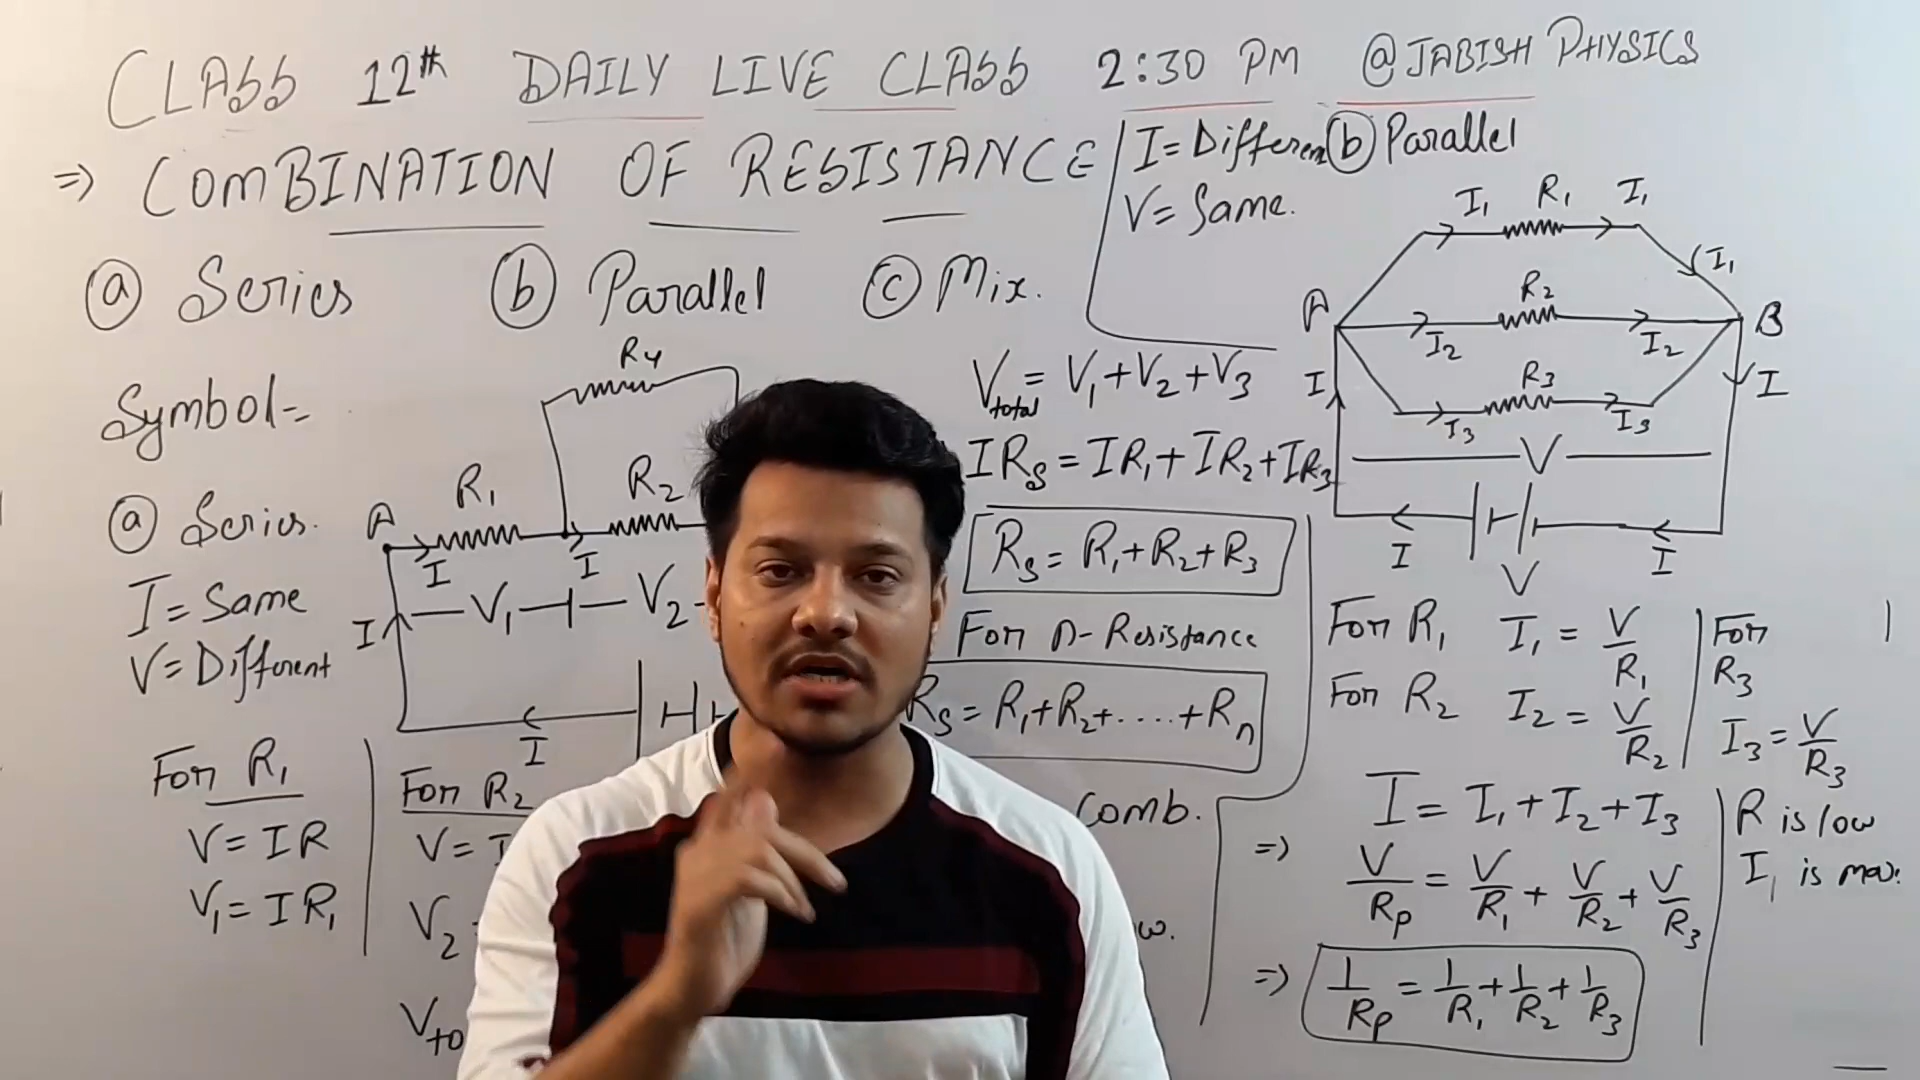 CLASS 12th DAILY LIVE CLASS 2:30 PM @JABISH PHYSICS
⇒ COMBINATION OF RESISTANCE
ⓐ Series ⓑ Parallel ⓒ Mix.
Symbol-
ⓐ Series.
I = Same
V = Different
R4
A R1 R2
I I
I V1 V2
I
For R1
V = IR
V1 = IR1
For R2
V = I
V2
Vto
Vtotal = V1 + V2 + V3
IRs = IR1 + IR2 + IR3
Rs = R1 + R2 + R3
For n-Resistance
Rs = R1 + R2 + .... + Rn
Comb.
w.
I = Differen
V = Same.
ⓑ Parallel
I1 R1 I1
I1
A R2 B
I2 I2
I R3 I
I3 I3
V
I I
V
For R1 I1 = V/R1
For R2 I2 = V/R2
For
R3
I3 = V/R3
I = I1 + I2 + I3
⇒ V/Rp = V/R1 + V/R2 + V/R3
⇒ 1/Rp = 1/R1 + 1/R2 + 1/R3
R is low
I, is